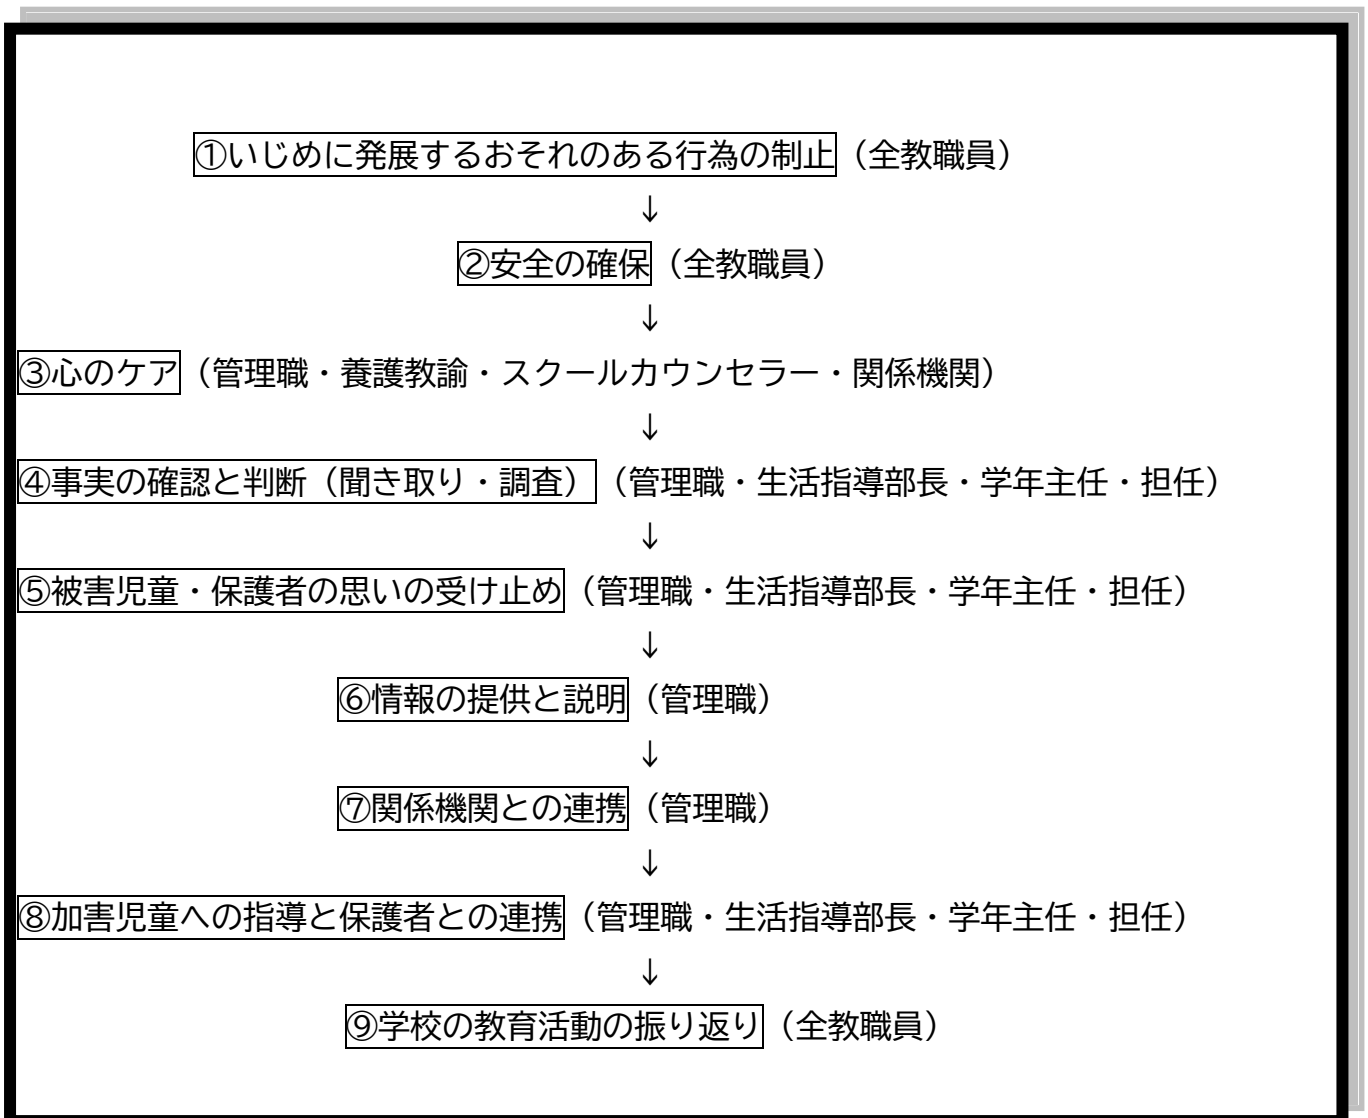 ①いじめに発展するおそれのある行為の制止（全教職員）
↓
②安全の確保（全教職員）
↓
③心のケア（管理職・養護教諭・スクールカウンセラー・関係機関）
↓
④事実の確認と判断（聞き取り・調査）（管理職・生活指導部長・学年主任・担任）
↓
⑤被害児童・保護者の思いの受け止め（管理職・生活指導部長・学年主任・担任）
↓
⑥情報の提供と説明（管理職）
↓
⑦関係機関との連携（管理職）
↓
⑧加害児童への指導と保護者との連携（管理職・生活指導部長・学年主任・担任）
↓
⑨学校の教育活動の振り返り（全教職員）